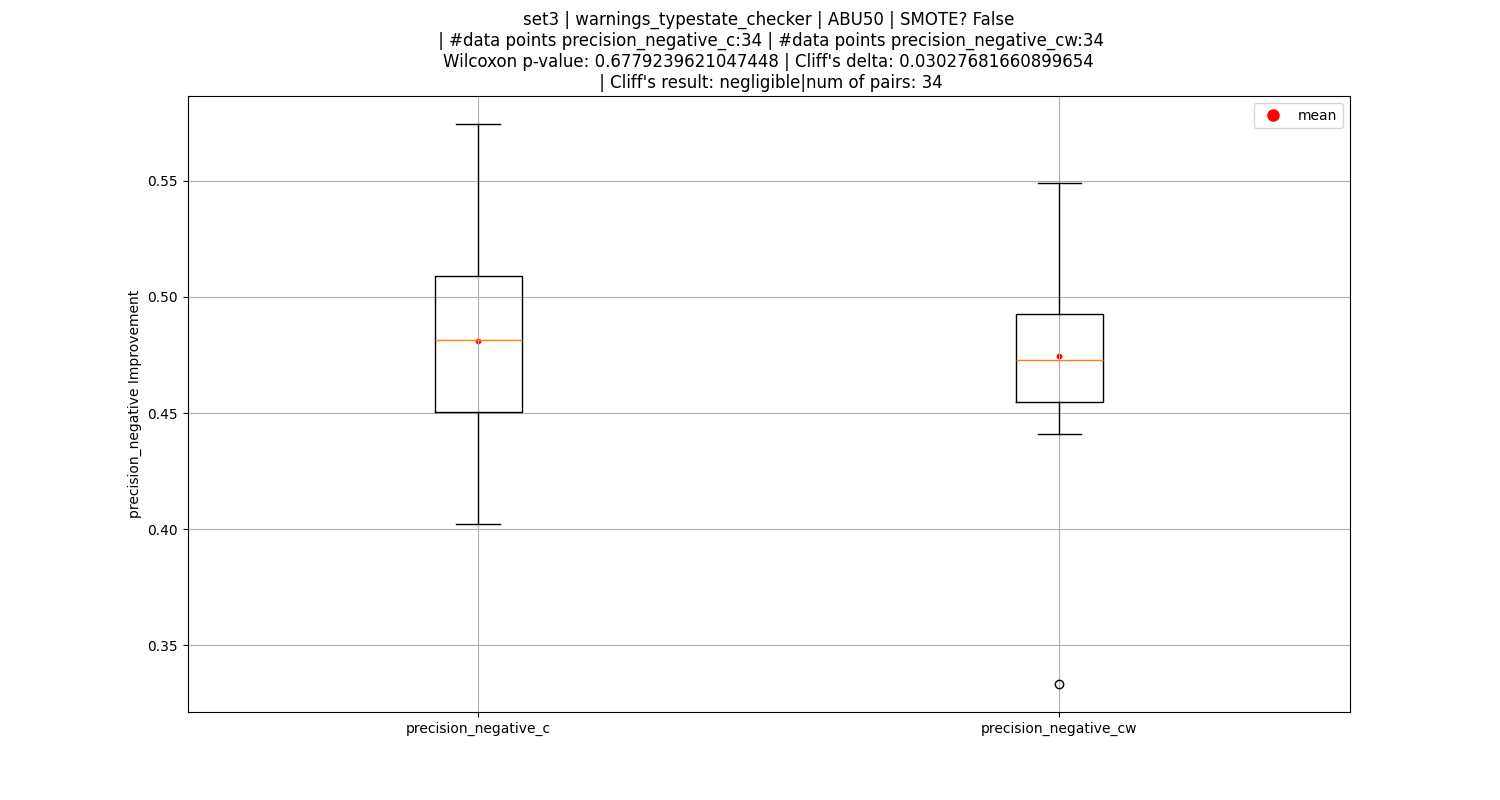 set3 | warnings_typestate_checker | ABU50 | SMOTE? False
| #data points precision_negative_c:34 | #data points precision_negative_cw:34
Wilcoxon p-value: 0.6779239621047448 | Cliff's delta: 0.03027681660899654
| Cliff's result: negligible|num of pairs: 34
mean
precision_negative Improvement
0.55
0.50
0.45
0.40
0.35
precision_negative_c
precision_negative_cw